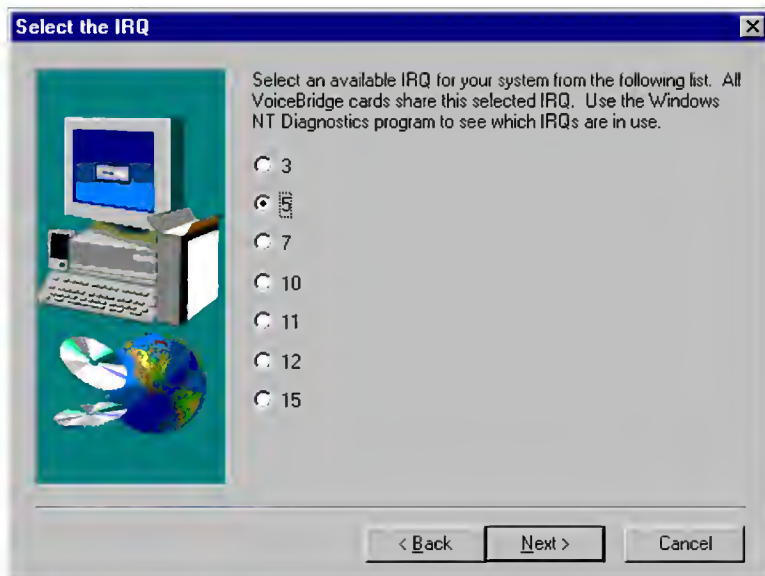 Select the IRQ
Select an available IRQ for your system from the following list. All
VoiceBridge cards share this selected IRQ. Use the Windows
NT Diagnostics program to see which IRQs are in use.
3
5
7
10
11
12
15
< Back Next > Cancel